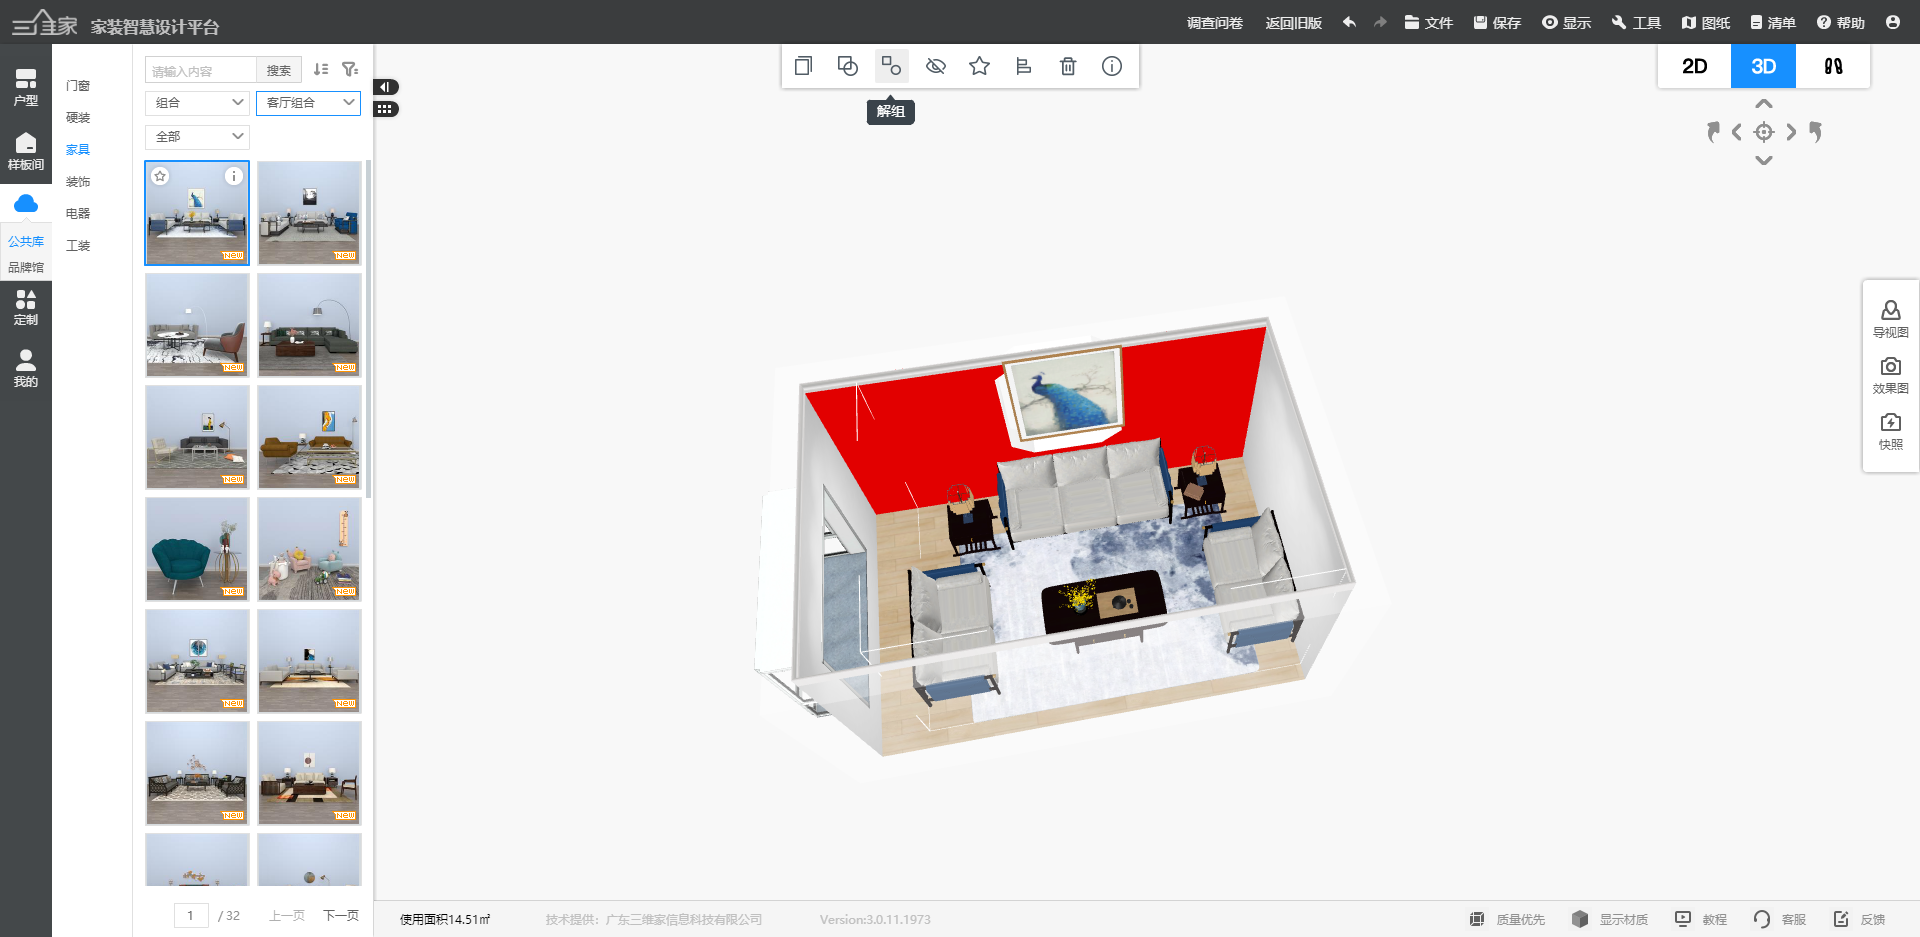 三维家 家装智慧设计平台
调查问卷 返回旧版 文件 保存 显示 工具 图纸 清单 帮助
户型
样板间
公共库
品牌馆
定制
我的
门窗
硬装
家具
装饰
电器
工装
请输入内容 搜索
组合 客厅组合
全部
NEW NEW
NEW NEW
NEW NEW
NEW NEW
NEW NEW
NEW NEW
1 / 32 上一页 下一页
解组
2D 3D
导视图
效果图
快照
使用面积14.51㎡ 技术提供：广东三维家信息科技有限公司 Version:3.0.11.1973
质量优先 显示材质 教程 客服 反馈